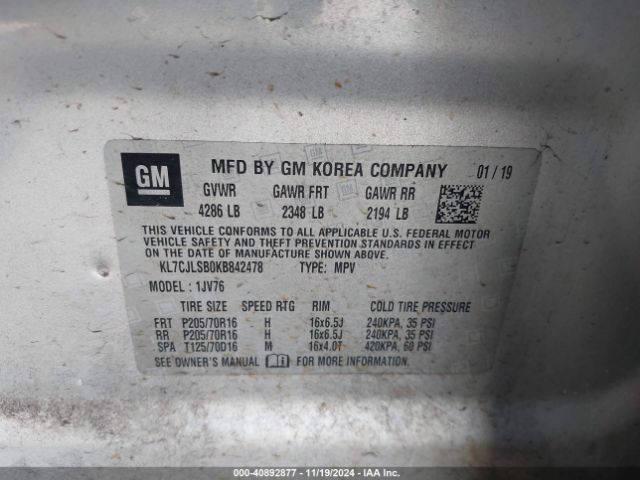 GM
MFD BY GM KOREA COMPANY 01 / 19
GVWR GAWR FRT GAWR RR
4286 LB 2348 LB 2194 LB
THIS VEHICLE CONFORMS TO ALL APPLICABLE U.S. FEDERAL MOTOR
VEHICLE SAFETY AND THEFT PREVENTION STANDARDS IN EFFECT
ON THE DATE OF MANUFACTURE SHOWN ABOVE.
KL7CJLSB0KB842478 TYPE: MPV
MODEL : 1JV76
TIRE SIZE SPEED RTG RIM COLD TIRE PRESSURE
FRT P205/70R16 H 16x6.5J 240KPA, 35 PSI
RR P205/70R16 H 16x6.5J 240KPA, 35 PSI
SPA T125/70D16 M 16x4.0T 420KPA, 60 PSI
SEE OWNER'S MANUAL FOR MORE INFORMATION.
000-40892877 - 11/19/2024 - IAA Inc.